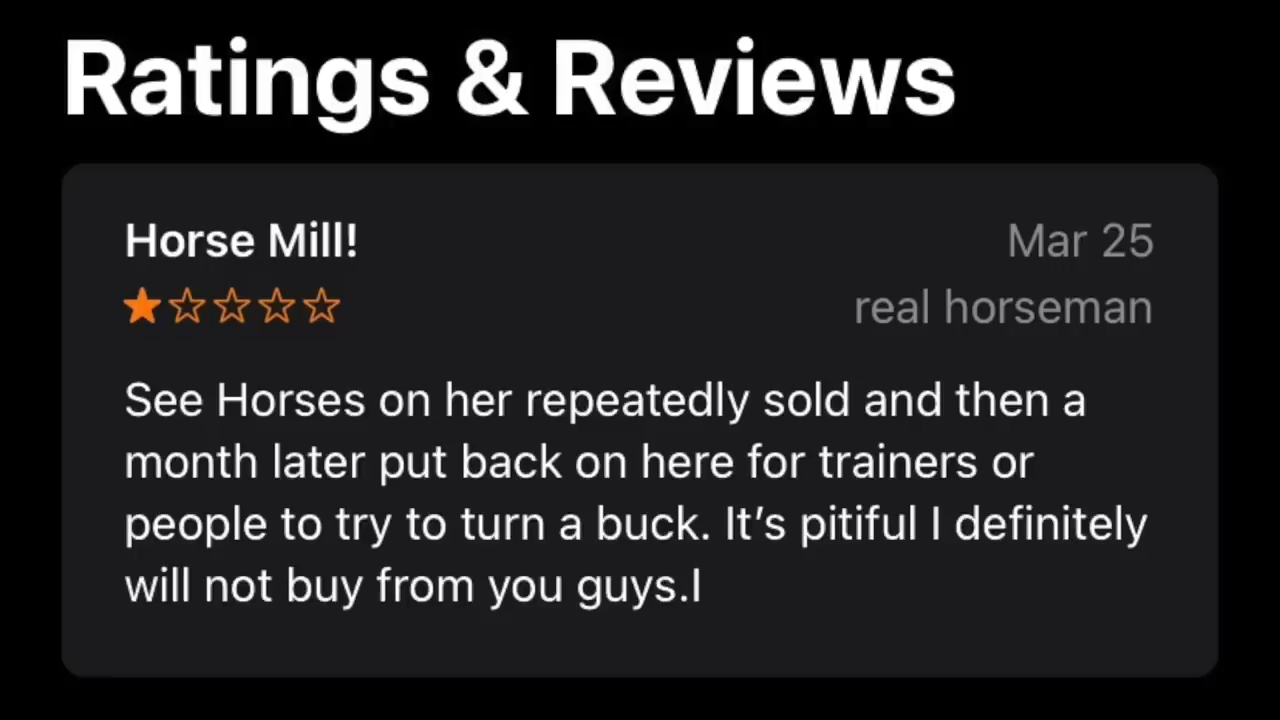 Ratings & Reviews
Horse Mill!
Mar 25
real horseman
See Horses on her repeatedly sold and then a
month later put back on here for trainers or
people to try to turn a buck. It’s pitiful I definitely
will not buy from you guys.I